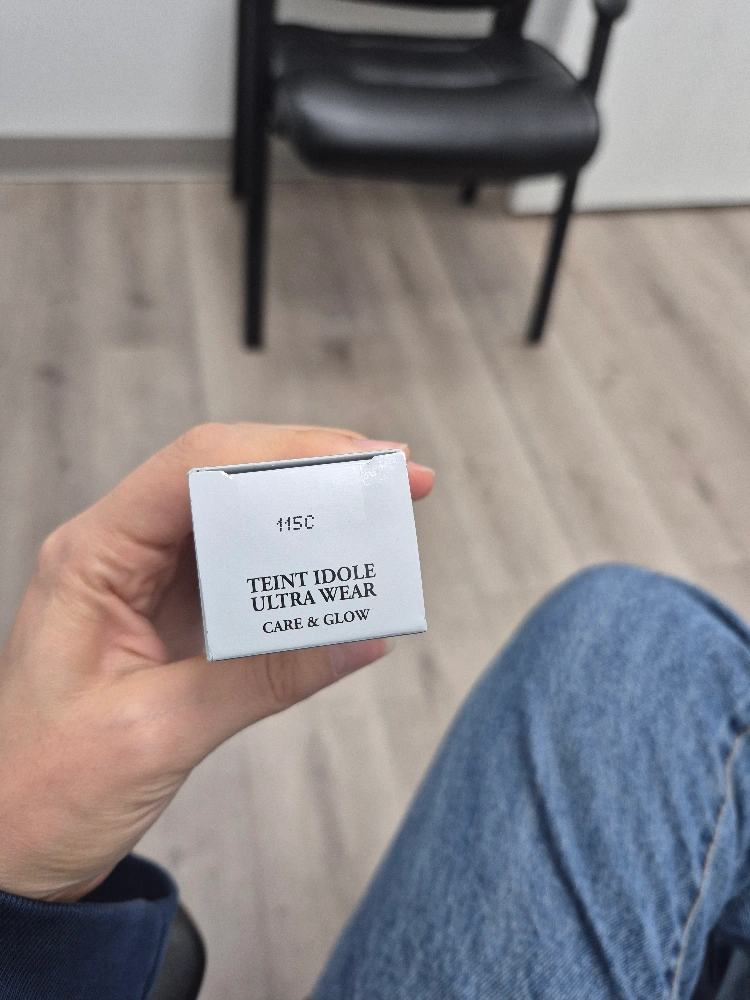 115C
TEINT IDOLE
ULTRA WEAR
CARE & GLOW